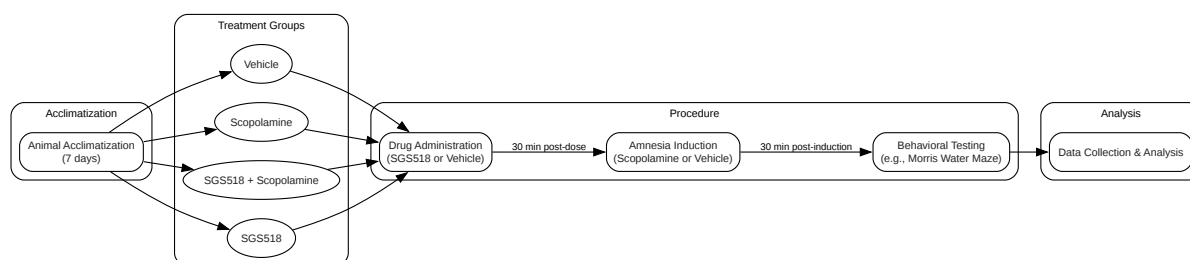 Treatment Groups
Vehicle
Acclimatization
Animal Acclimatization
(7 days)
Scopolamine
SGS518 + Scopolamine
SGS518
Procedure
Drug Administration
(SGS518 or Vehicle)
30 min post-dose
Amnesia Induction
(Scopolamine or Vehicle)
30 min post-induction
Behavioral Testing
(e.g., Morris Water Maze)
Analysis
Data Collection & Analysis